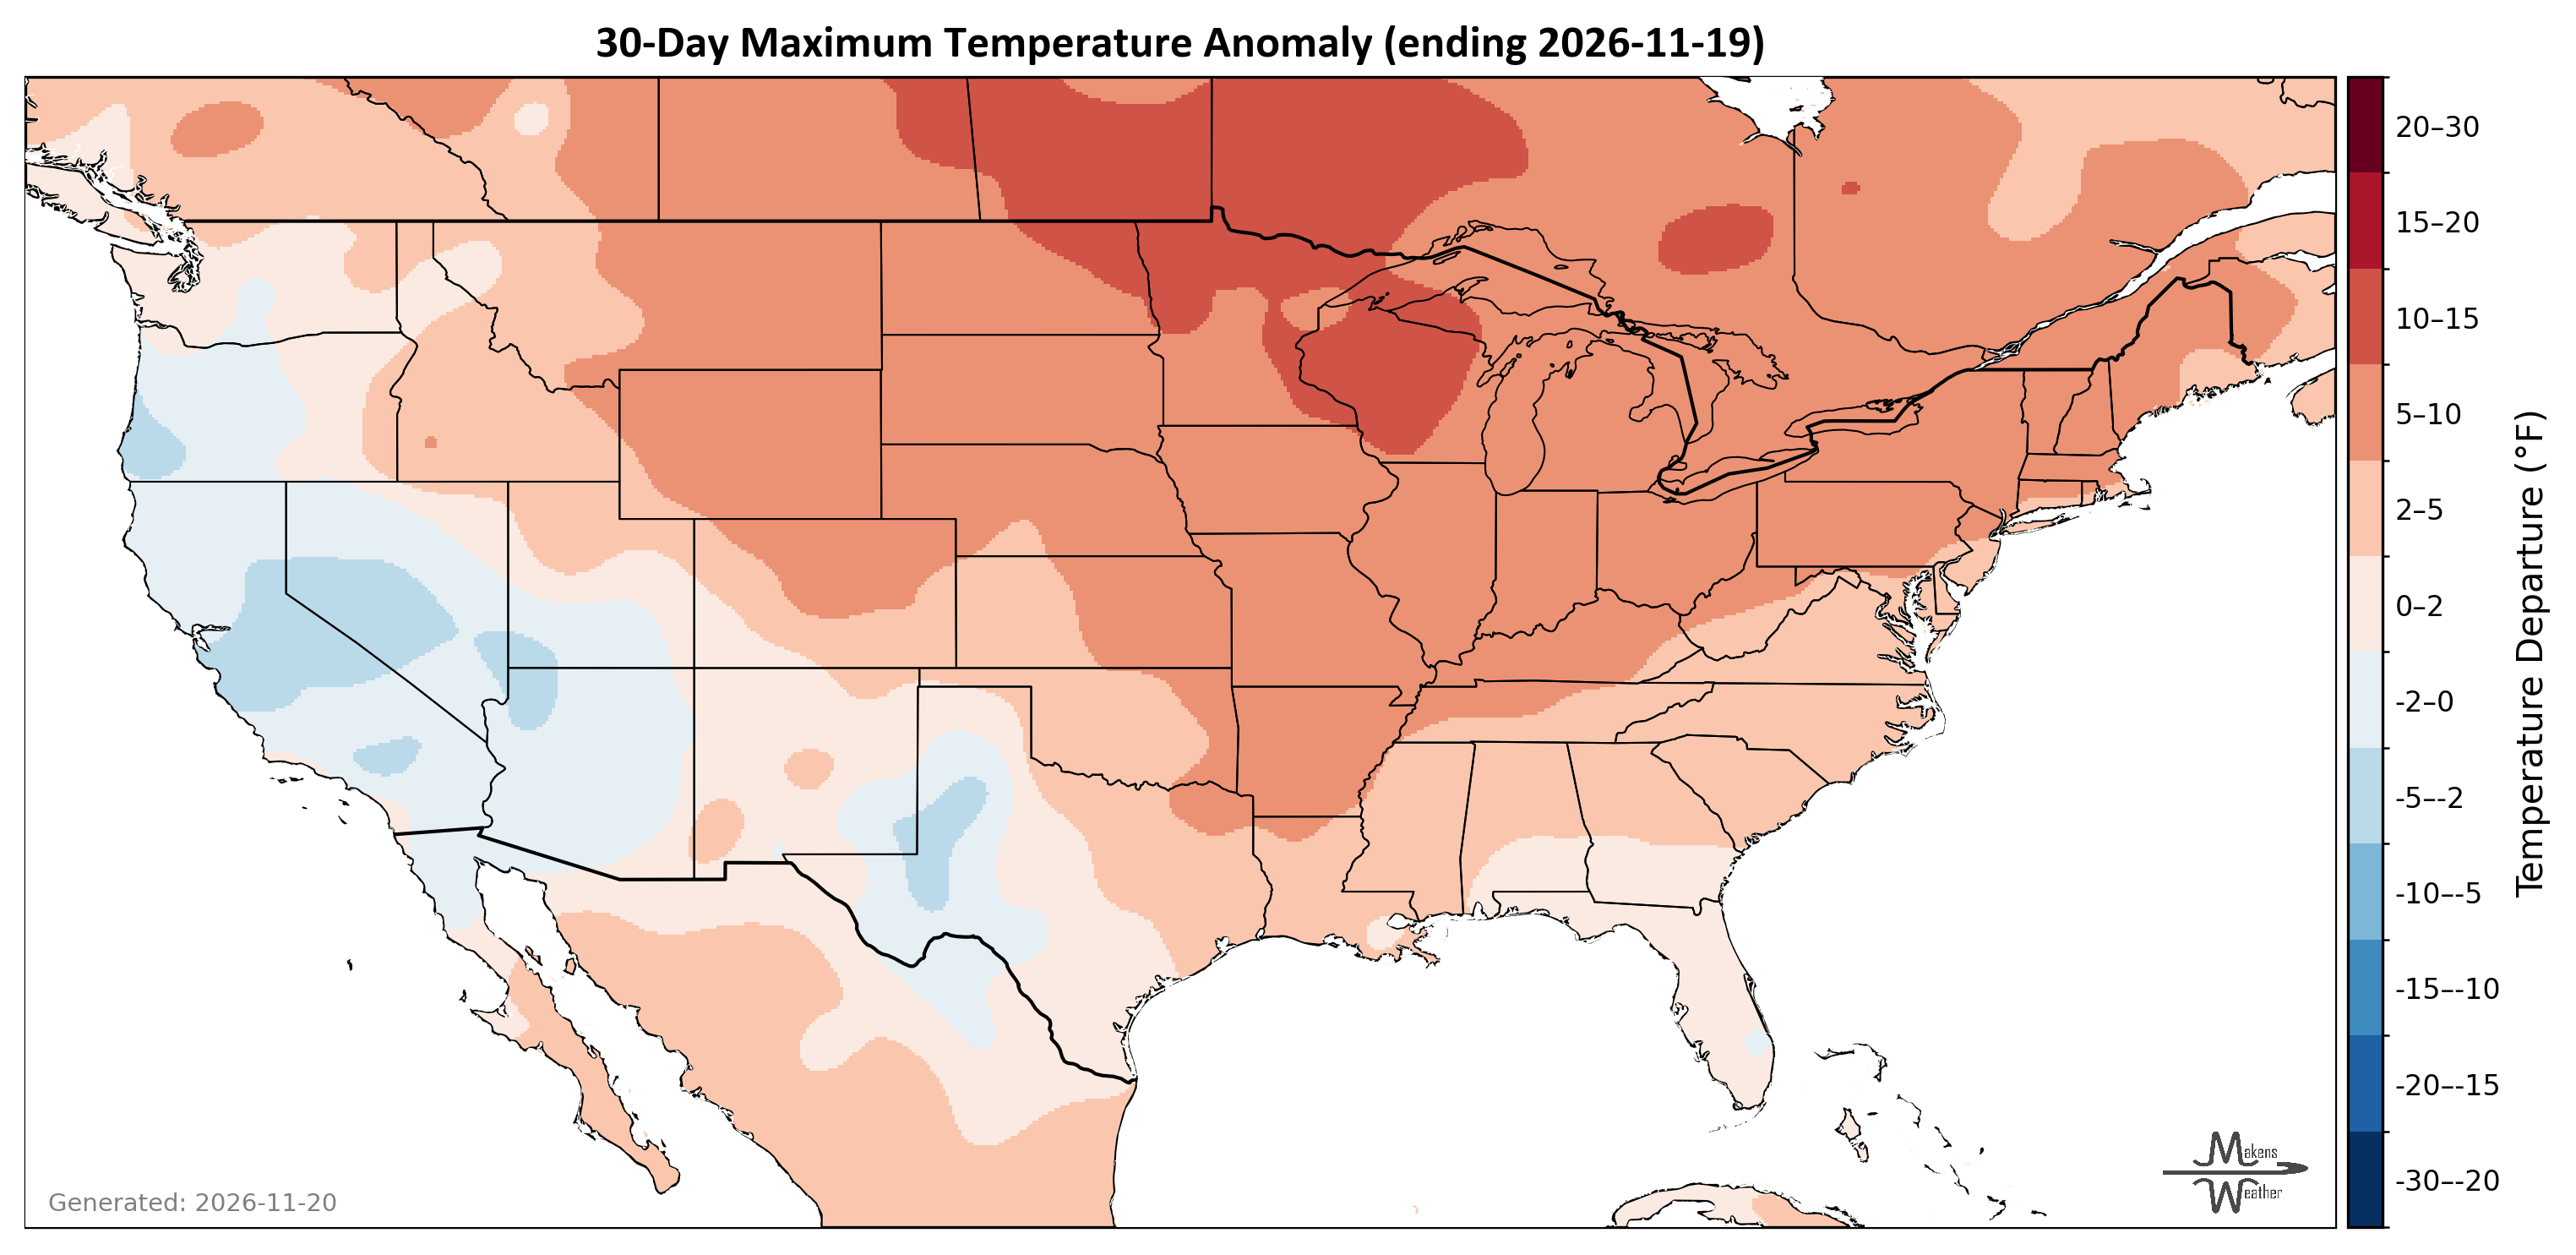 30-Day Maximum Temperature Anomaly (ending 2026-11-19)
20–30
15–20
10–15
5–10
2–5
0–2
-2–0
-5–-2
-10–-5
-15–-10
-20–-15
-30–-20
Temperature Departure (°F)
Generated: 2026-11-20
Makens
Weather